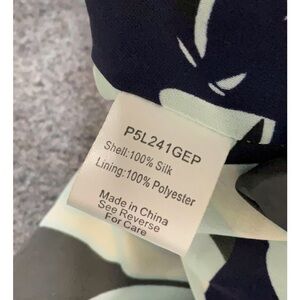 P5L241GEP
Shell:100% Silk
Lining:100% Polyester
Made in China
See Reverse
For Care